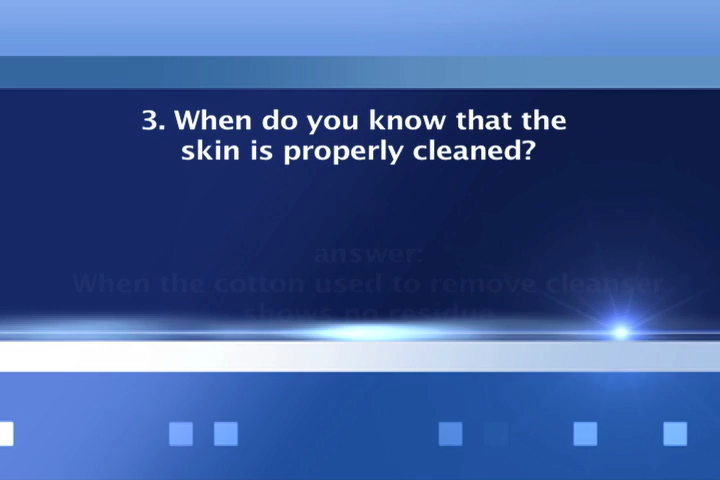 3. When do you know that the
skin is properly cleaned?
answer:
When the cotton used to remove cleanser
shows no residue